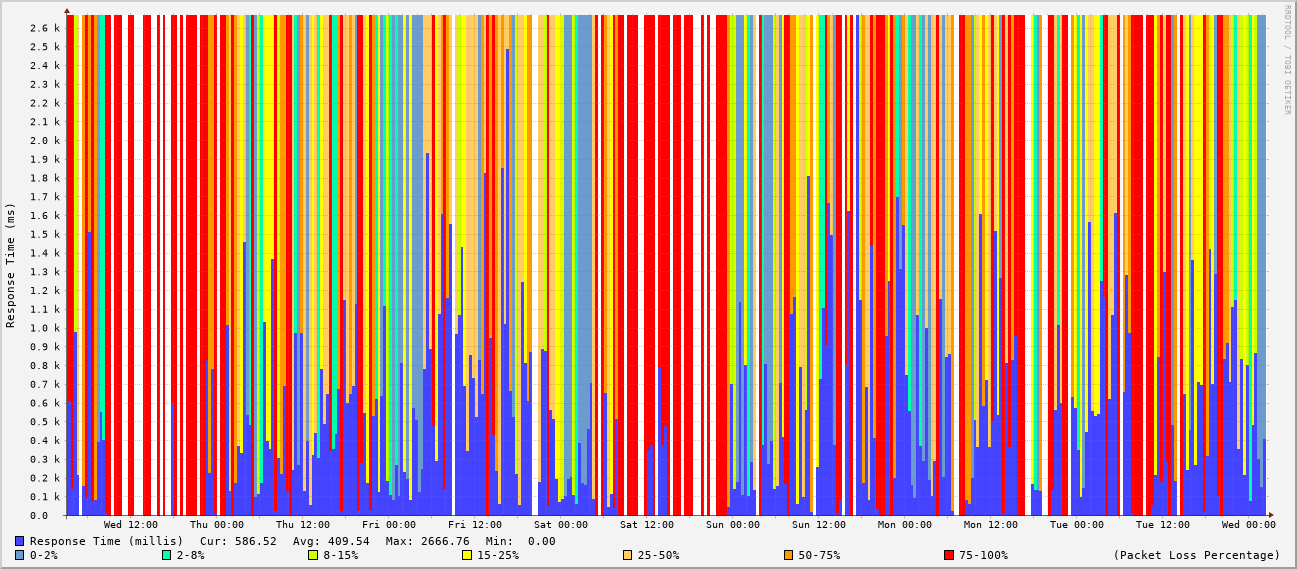 RRDTOOL / TOBI OETIKER
Response Time (ms)
2.6 k
2.5 k
2.4 k
2.3 k
2.2 k
2.1 k
2.0 k
1.9 k
1.8 k
1.7 k
1.6 k
1.5 k
1.4 k
1.3 k
1.2 k
1.1 k
1.0 k
0.9 k
0.8 k
0.7 k
0.6 k
0.5 k
0.4 k
0.3 k
0.2 k
0.1 k
0.0
Wed 12:00 Thu 00:00 Thu 12:00 Fri 00:00 Fri 12:00 Sat 00:00 Sat 12:00 Sun 00:00 Sun 12:00 Mon 00:00 Mon 12:00 Tue 00:00 Tue 12:00 Wed 00:00
Response Time (millis) Cur: 586.52 Avg: 409.54 Max: 2666.76 Min: 0.00
0-2% 2-8% 8-15% 15-25% 25-50% 50-75% 75-100% (Packet Loss Percentage)